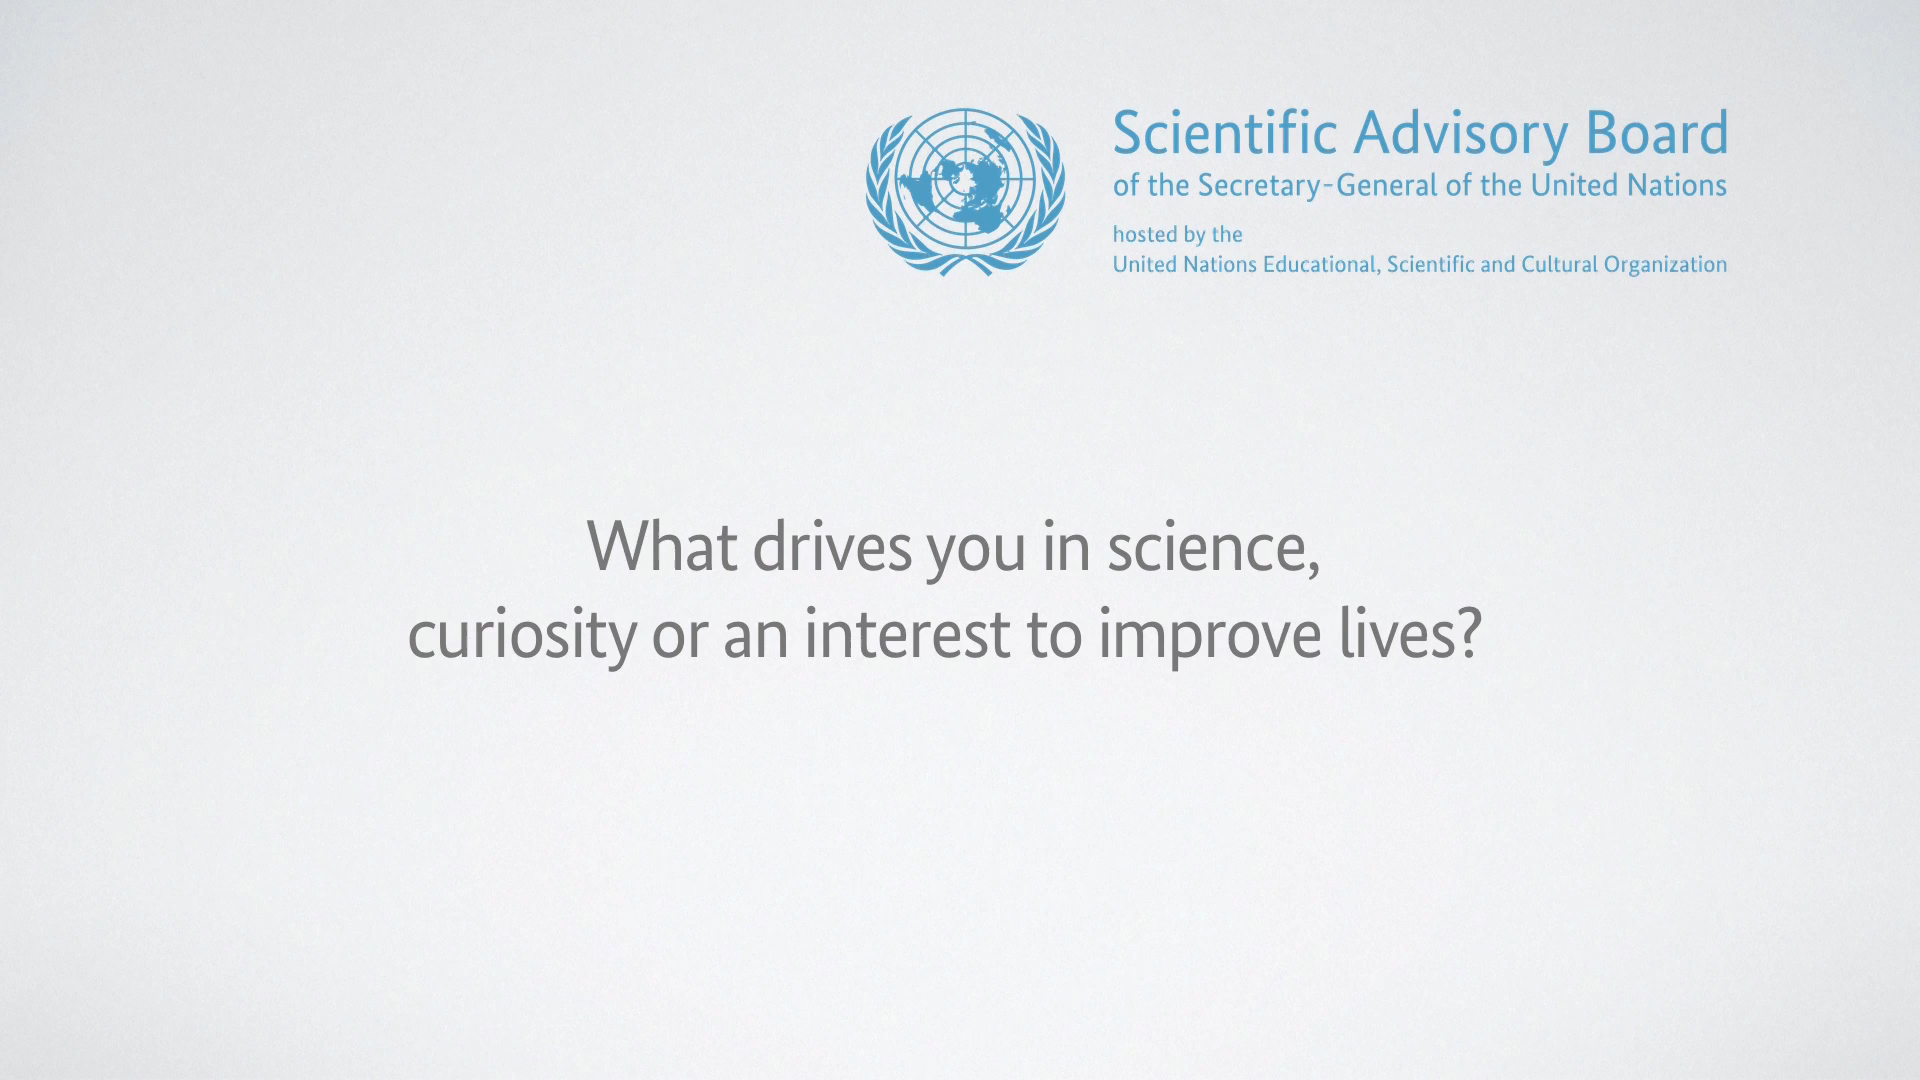 Scientific Advisory Board
of the Secretary-General of the United Nations
hosted by the
United Nations Educational, Scientific and Cultural Organization
What drives you in science,
curiosity or an interest to improve lives?